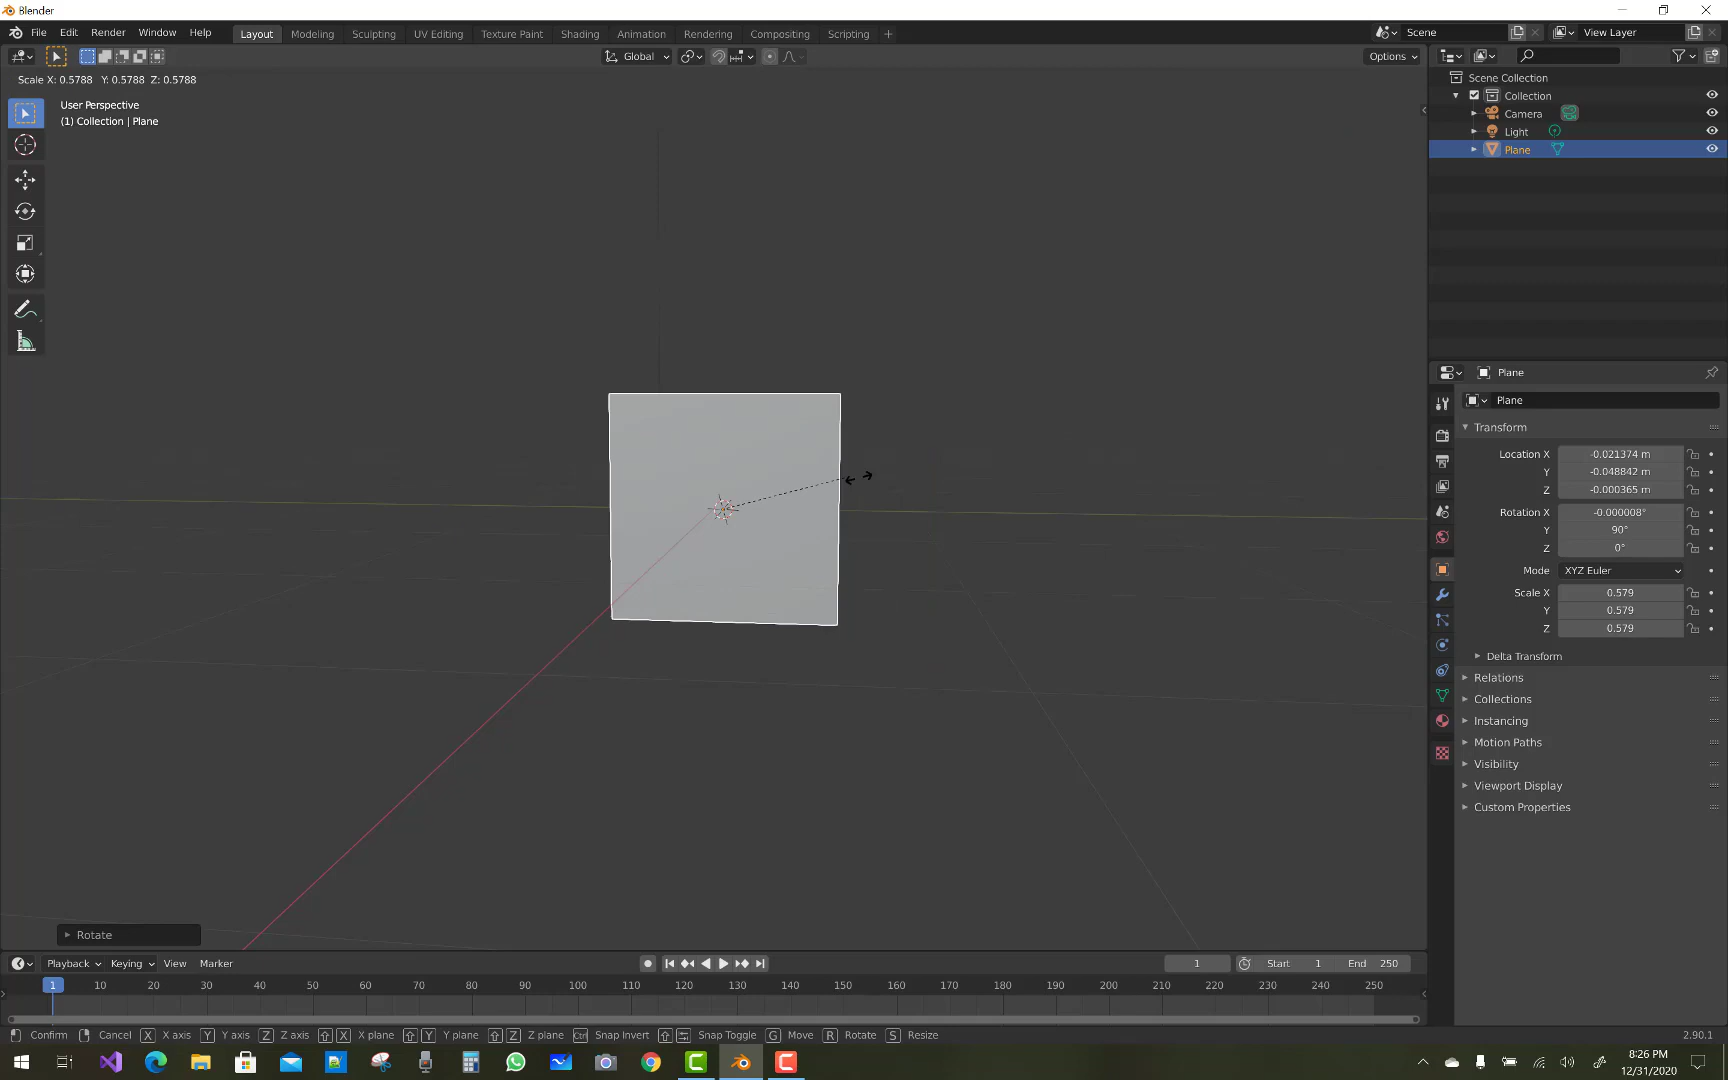 Blender
File Edit Render Window Help Layout Modeling Sculpting UV Editing Texture Paint Shading Animation Rendering Compositing Scripting + Scene View Layer
Global Options
Scale X: 0.5788 Y: 0.5788 Z: 0.5788
User Perspective
(1) Collection | Plane
Scene Collection
Collection
Camera
Light
Plane
Plane
Plane
Transform
Location X -0.021374 m
Y -0.048842 m
Z -0.000365 m
Rotation X -0.000008°
Y 90°
Z 0°
Mode XYZ Euler
Scale X 0.579
Y 0.579
Z 0.579
Delta Transform
Relations
Collections
Instancing
Motion Paths
Visibility
Viewport Display
Custom Properties
Rotate
Playback Keying View Marker 1 Start 1 End 250
1 10 20 30 40 50 60 70 80 90 100 110 120 130 140 150 160 170 180 190 200 210 220 230 240 250
Confirm Cancel X X axis Y Y axis Z Z axis X X plane Y Y plane Z Z plane Ctrl Snap Invert Snap Toggle G Move R Rotate S Resize 2.90.1
8:26 PM
12/31/2020